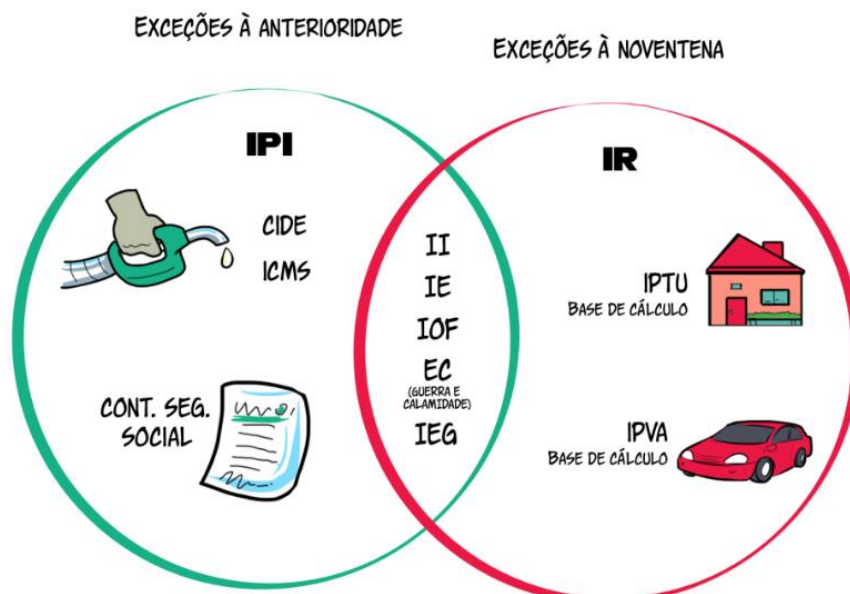 EXCEÇÕES À ANTERIORIDADE
EXCEÇÕES À NOVENTENA
IPI
CIDE
ICMS
CONT. SEG.
SOCIAL
II
IE
IOF
EC
(GUERRA E
CALAMIDADE)
IEG
IR
IPTU
BASE DE CÁLCULO
IPVA
BASE DE CÁLCULO